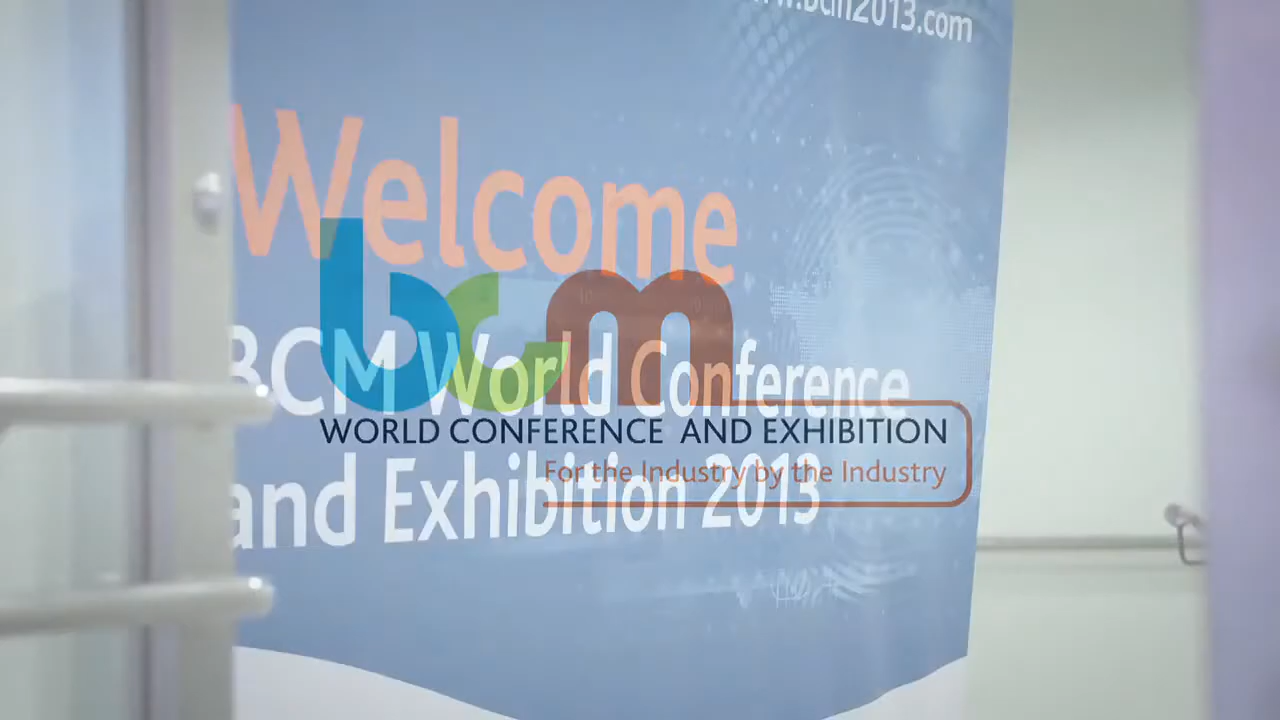 www.bcm2013.com
Welcome
bcm
BCM World Conference
WORLD CONFERENCE AND EXHIBITION
For the Industry by the Industry
and Exhibition 2013